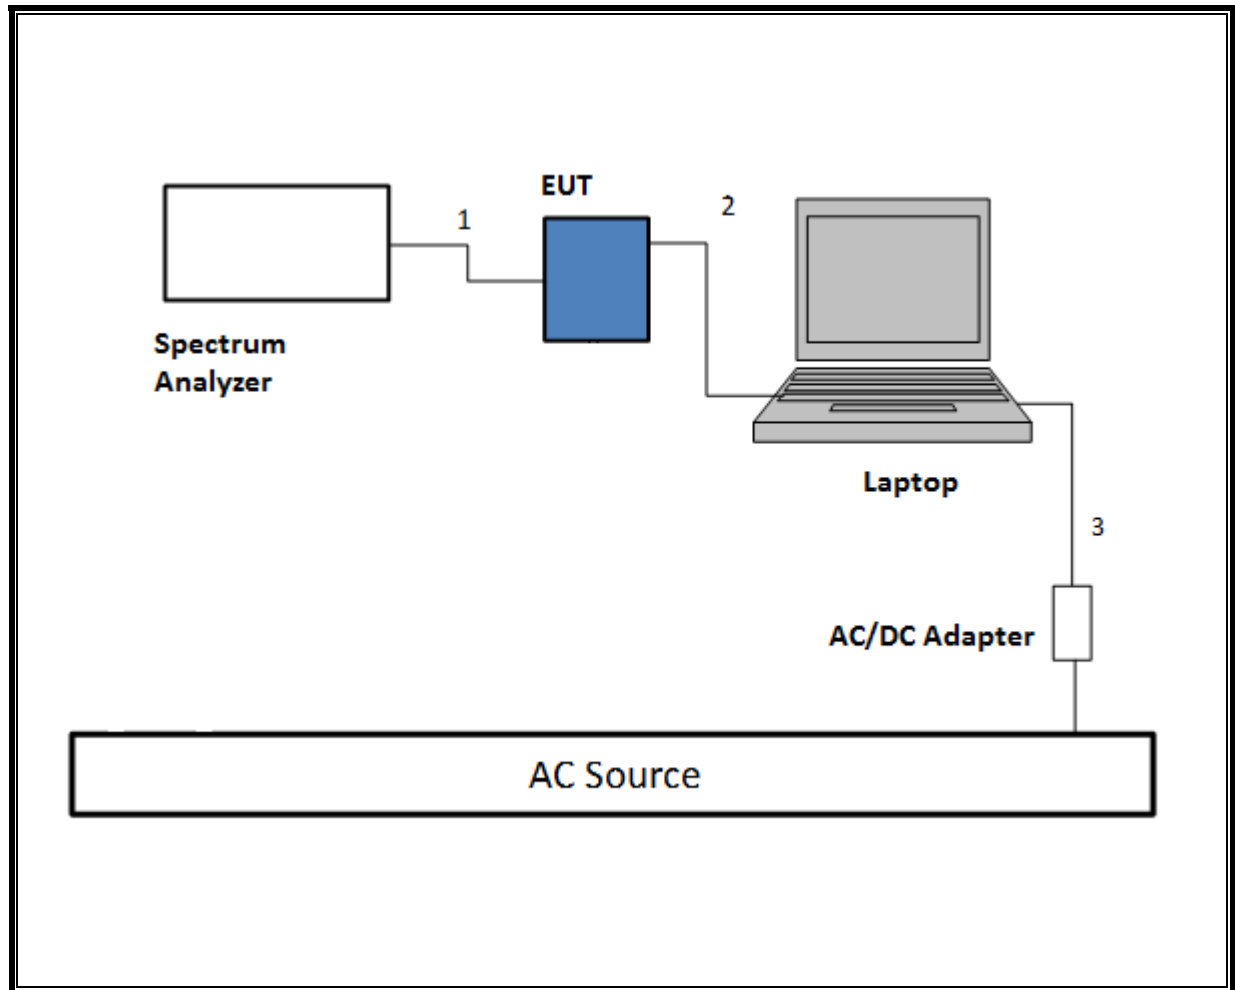 EUT
1
2
Spectrum
Analyzer
Laptop
3
AC/DC Adapter
AC Source